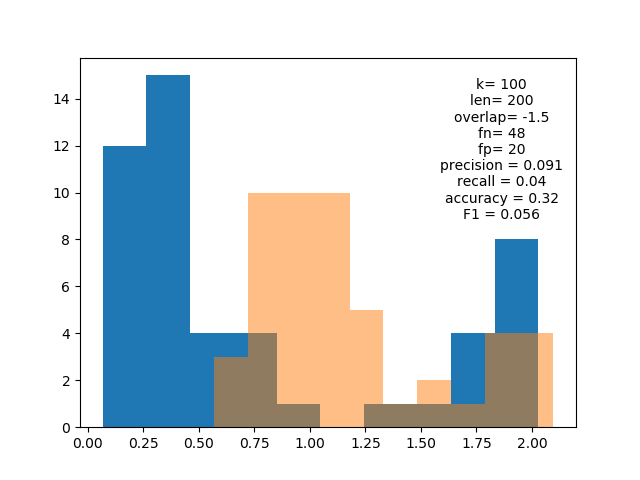 k= 100
len= 200
overlap= -1.5
fn= 48
fp= 20
precision = 0.091
recall = 0.04
accuracy = 0.32
F1 = 0.056
14
12
10
8
6
4
2
0
0.00 0.25 0.50 0.75 1.00 1.25 1.50 1.75 2.00